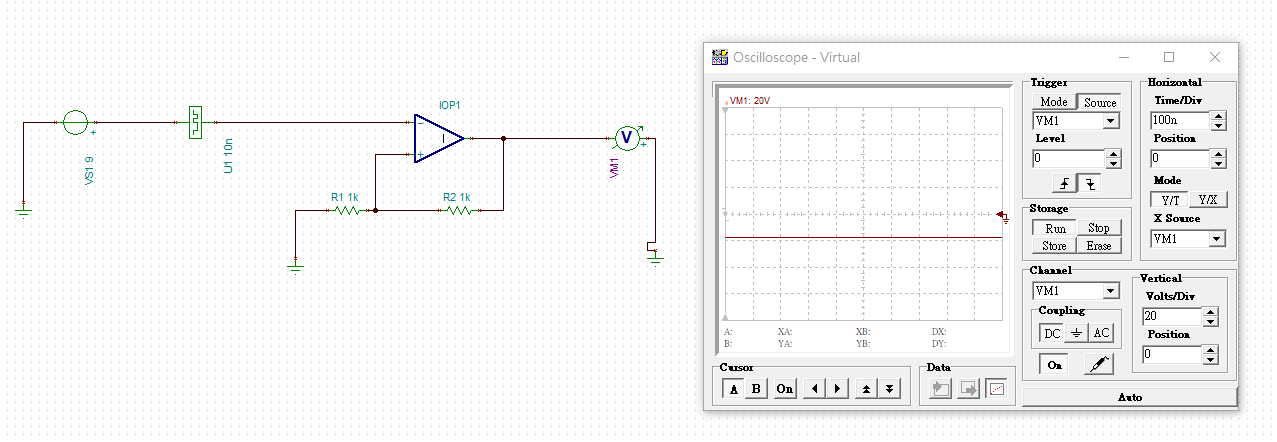 IOP1
VS1 9
U1 10n
R1 1k
R2 1k
V
VM1
Oscilloscope - Virtual
VM1: 20V
A: XA: XB: DX:
B: YA: YB: DY:
Cursor
A B On
Data
Trigger
Mode Source
VM1
Level
0
Storage
Run Stop
Store Erase
Horizontal
Time/Div
100n
Position
0
Mode
Y/T Y/X
X Source
VM1
Channel
VM1
Coupling
DC AC
On
Vertical
Volts/Div
20
Position
0
Auto